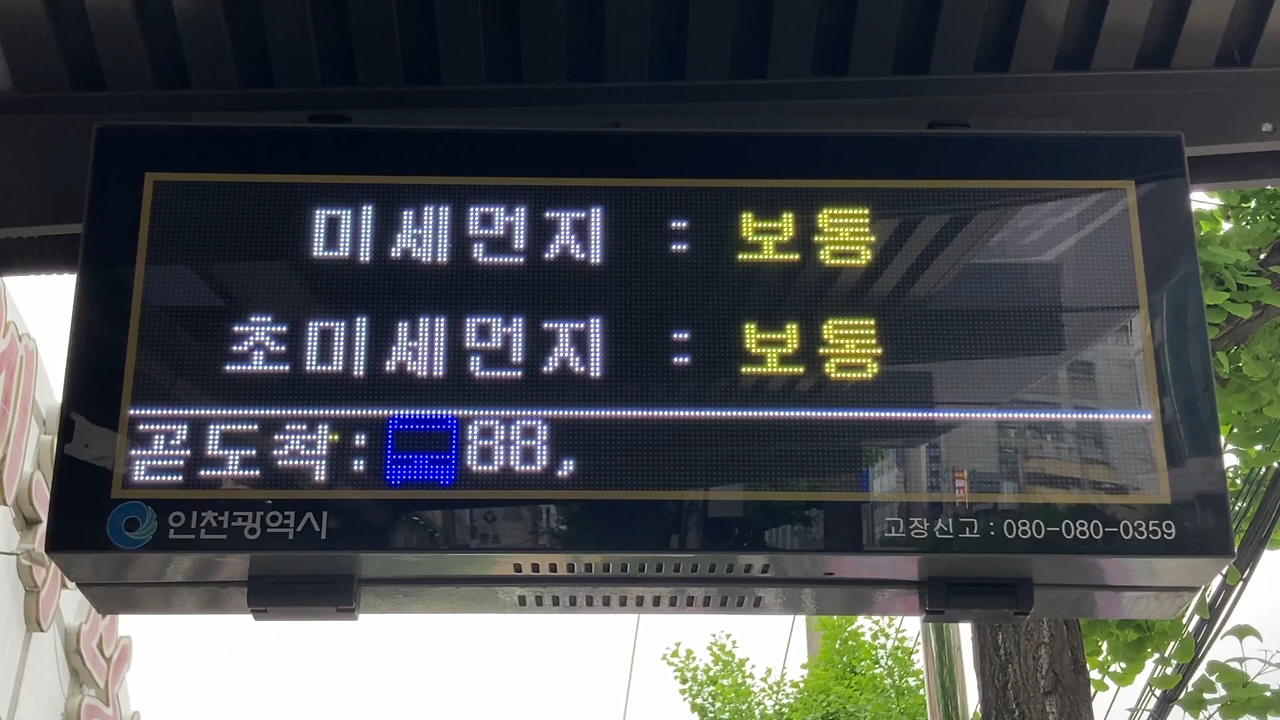 미세먼지 : 보통
초미세먼지 : 보통
곧도착: 88,
인천광역시
고장신고 : 080-080-0359